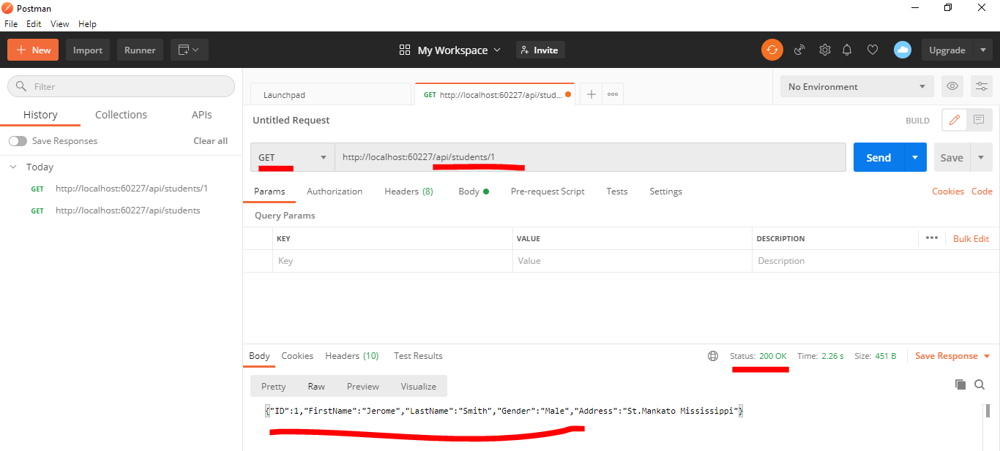 Postman
File Edit View Help
New Import Runner My Workspace Invite Upgrade
Filter
History Collections APIs
Save Responses Clear all
Today
GET http://localhost:60227/api/students/1
GET http://localhost:60227/api/students
Launchpad GET http://localhost:60227/api/stud... No Environment
Untitled Request BUILD
GET http://localhost:60227/api/students/1 Send Save
Params Authorization Headers (8) Body Pre-request Script Tests Settings Cookies Code
Query Params
KEY VALUE DESCRIPTION Bulk Edit
Key Value Description
Body Cookies Headers (10) Test Results Status: 200 OK Time: 2.26 s Size: 451 B Save Response
Pretty Raw Preview Visualize
{"ID":1,"FirstName":"Jerome","LastName":"Smith","Gender":"Male","Address":"St.Mankato Mississippi"}